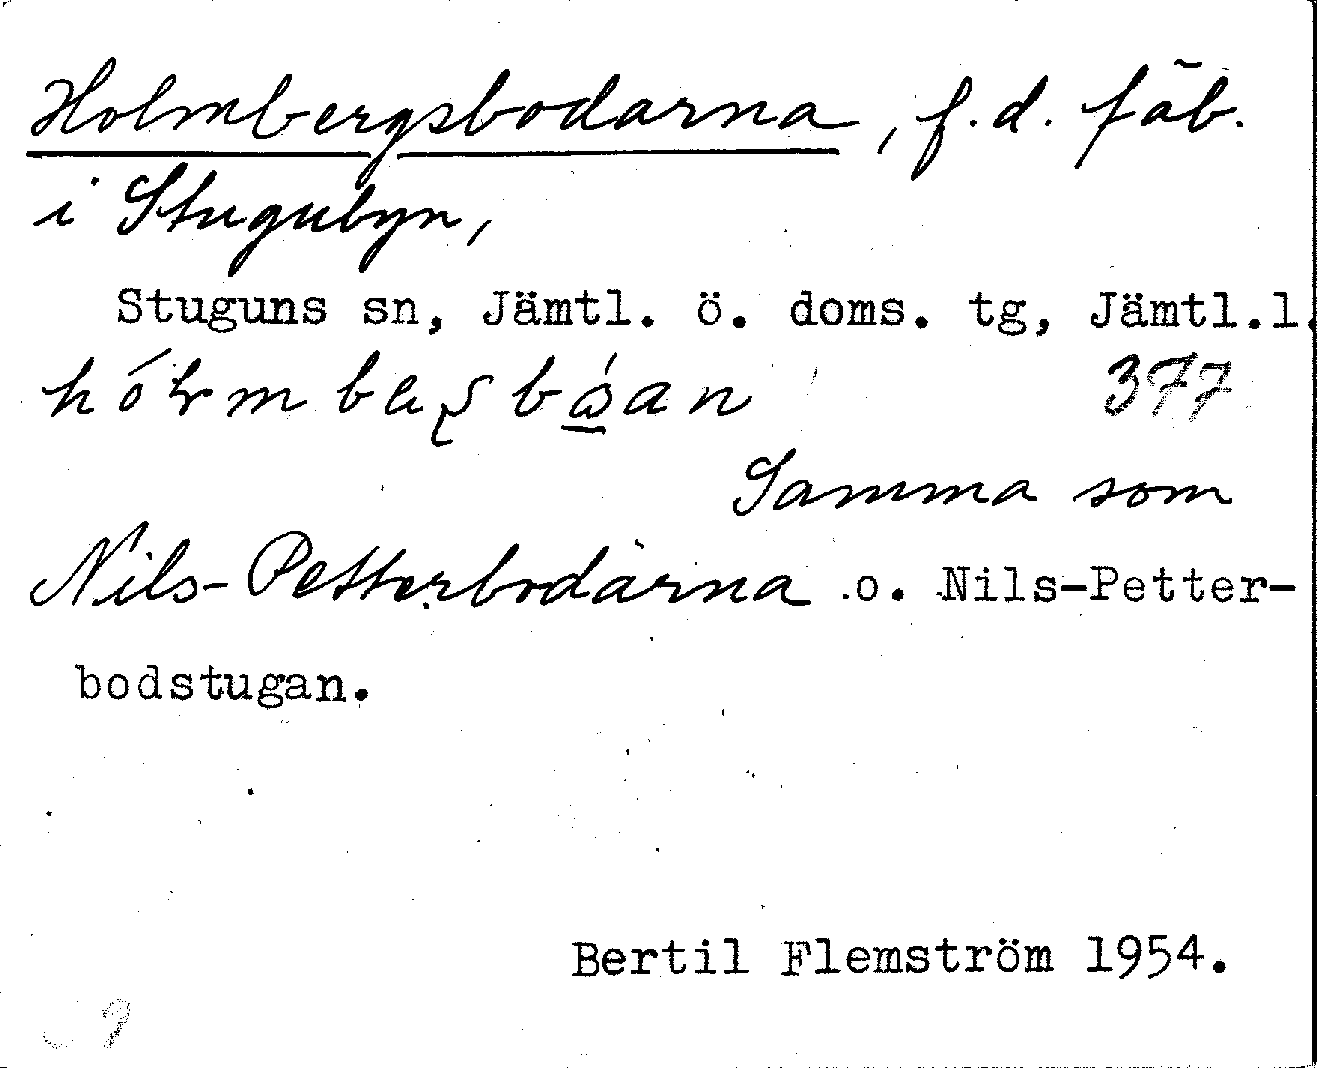 Holmbergsbodarna, f.d. fäb.
i Stugubyn,
Stuguns sn, Jämtl. ö. doms. tg, Jämtl.l.
377
Samma som
Nils-Petterbodarna o. Nils-Petter-
bodstugan.
Bertil Flemström 1954.